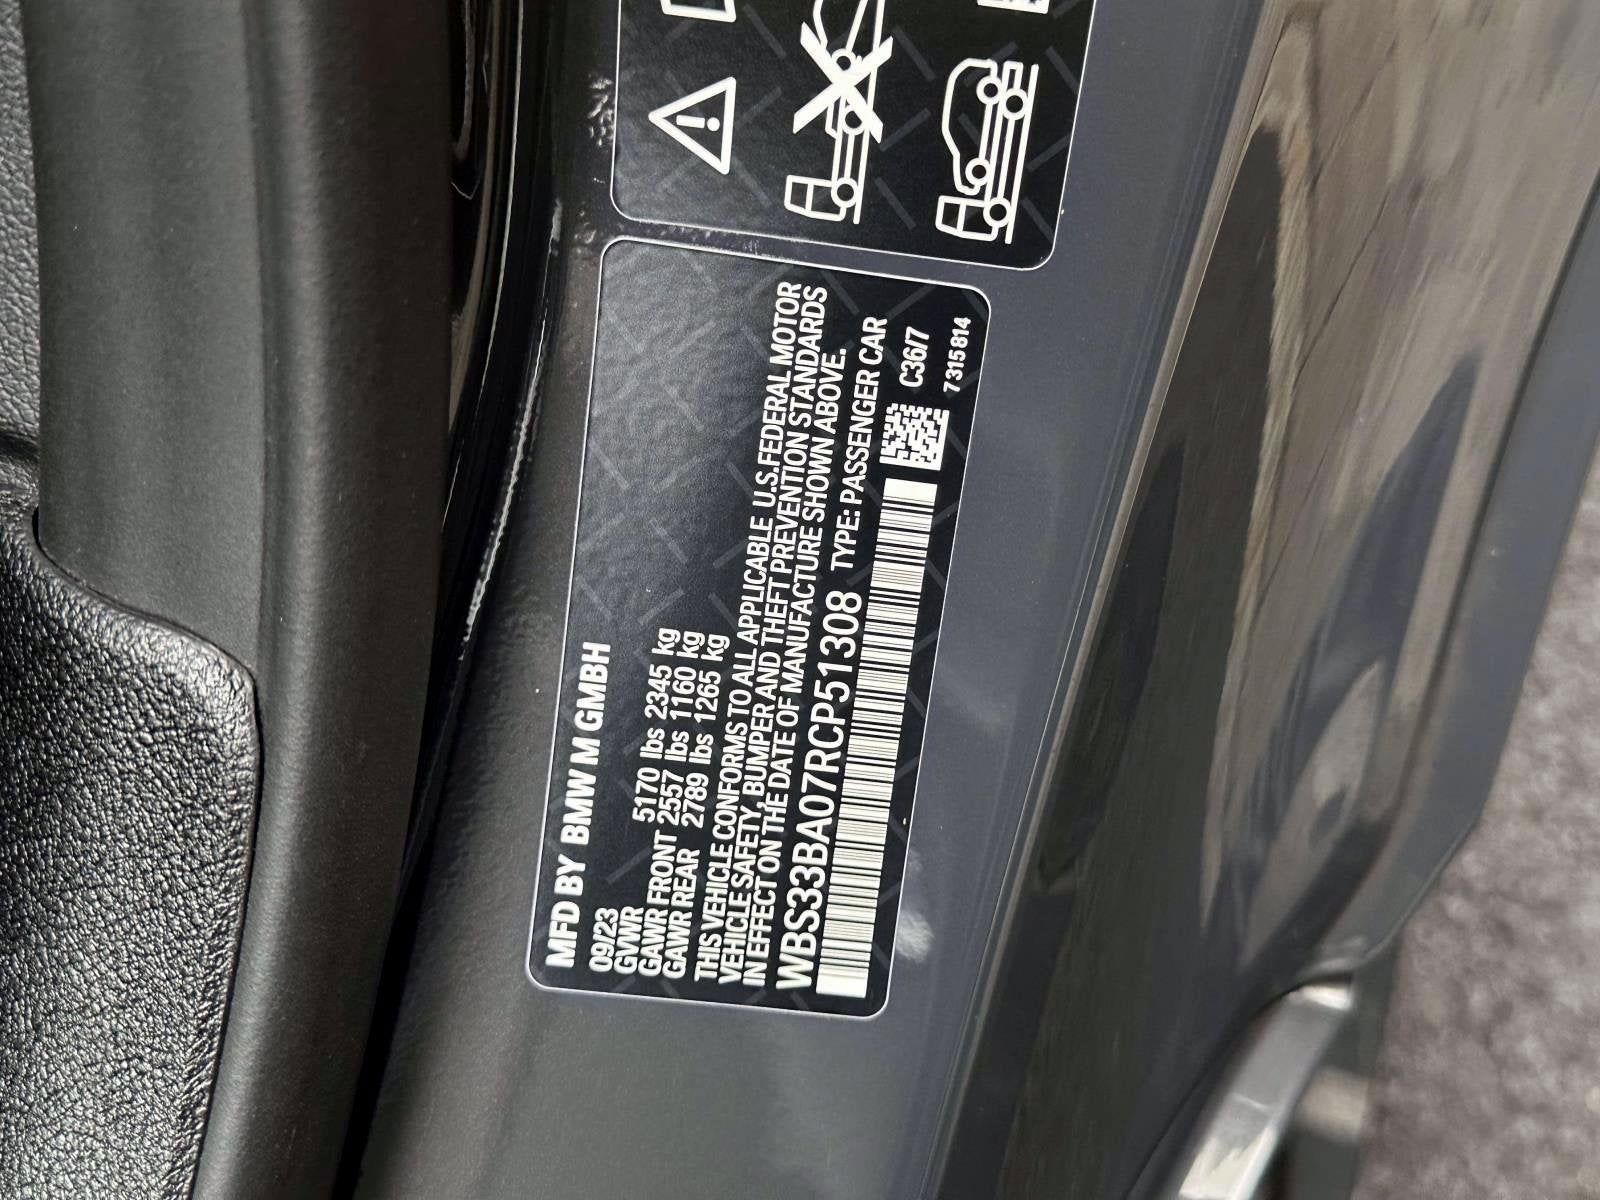 MFD BY BMW M GMBH
09/23
GVWR 5170 lbs 2345 kg
GAWR FRONT 2557 lbs 1160 kg
GAWR REAR 2789 lbs 1265 kg
THIS VEHICLE CONFORMS TO ALL APPLICABLE U.S.FEDERAL MOTOR
VEHICLE SAFETY, BUMPER AND THEFT PREVENTION STANDARDS
IN EFFECT ON THE DATE OF MANUFACTURE SHOWN ABOVE.
WBS33BA07RCP51308 TYPE: PASSENGER CAR
C36/7
7315814